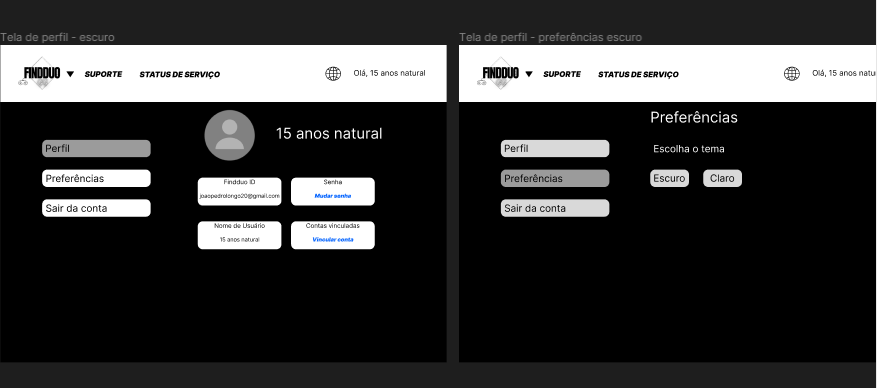 Tela de perfil - escuro
FINDDUO ▼ SUPORTE STATUS DE SERVIÇO Olá, 15 anos natural
15 anos natural
Perfil
Preferências
Sair da conta
Findduo ID
joaopedrolongo20@gmail.com
Senha
Mudar senha
Nome de Usuário
15 anos natural
Contas vinculadas
Vincular conta
Tela de perfil - preferências escuro
FINDDUO ▼ SUPORTE STATUS DE SERVIÇO Olá, 15 anos natu
Preferências
Perfil
Preferências
Sair da conta
Escolha o tema
Escuro
Claro